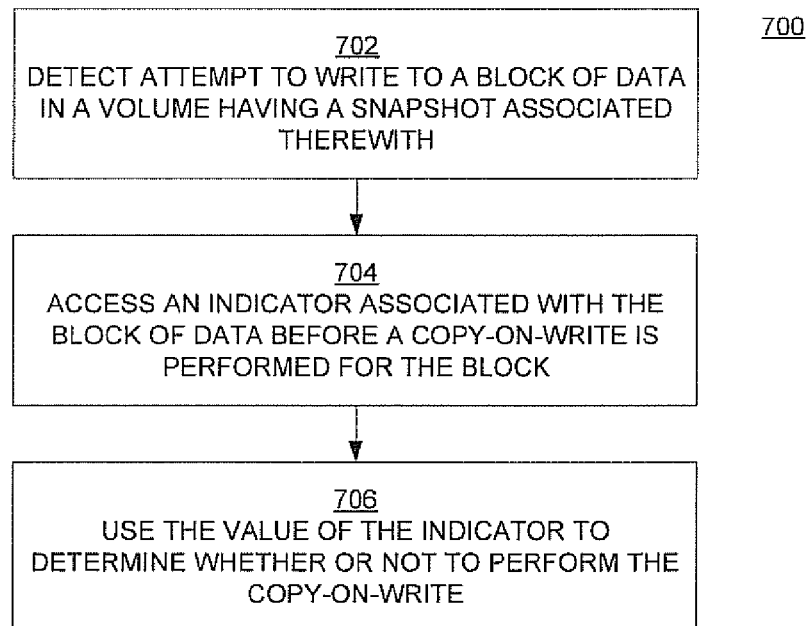 700
702
DETECT ATTEMPT TO WRITE TO A BLOCK OF DATA
IN A VOLUME HAVING A SNAPSHOT ASSOCIATED
THEREWITH
704
ACCESS AN INDICATOR ASSOCIATED WITH THE
BLOCK OF DATA BEFORE A COPY-ON-WRITE IS
PERFORMED FOR THE BLOCK
706
USE THE VALUE OF THE INDICATOR TO
DETERMINE WHETHER OR NOT TO PERFORM THE
COPY-ON-WRITE